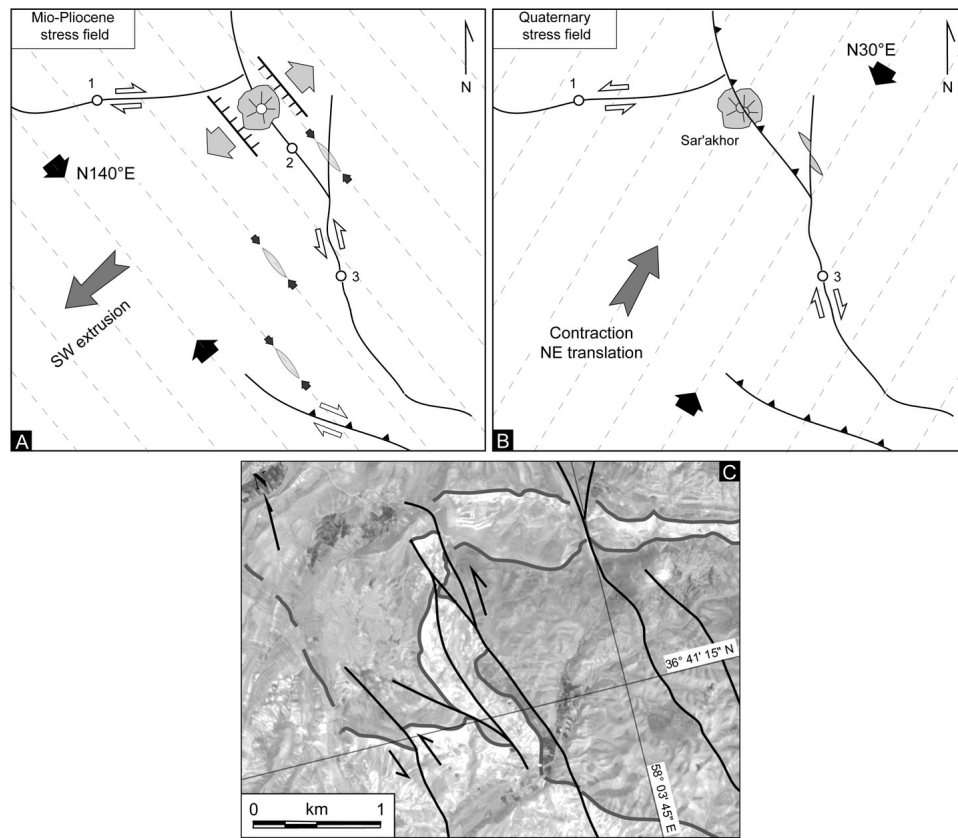 Mio-Pliocene
stress field
N
1
2
N140°E
3
SW extrusion
A
Quaternary
stress field
N30°E
N
1
Sar'akhor
3
Contraction
NE translation
B
C
N
36° 41' 15" N
58° 03' 45" E
0 km 1